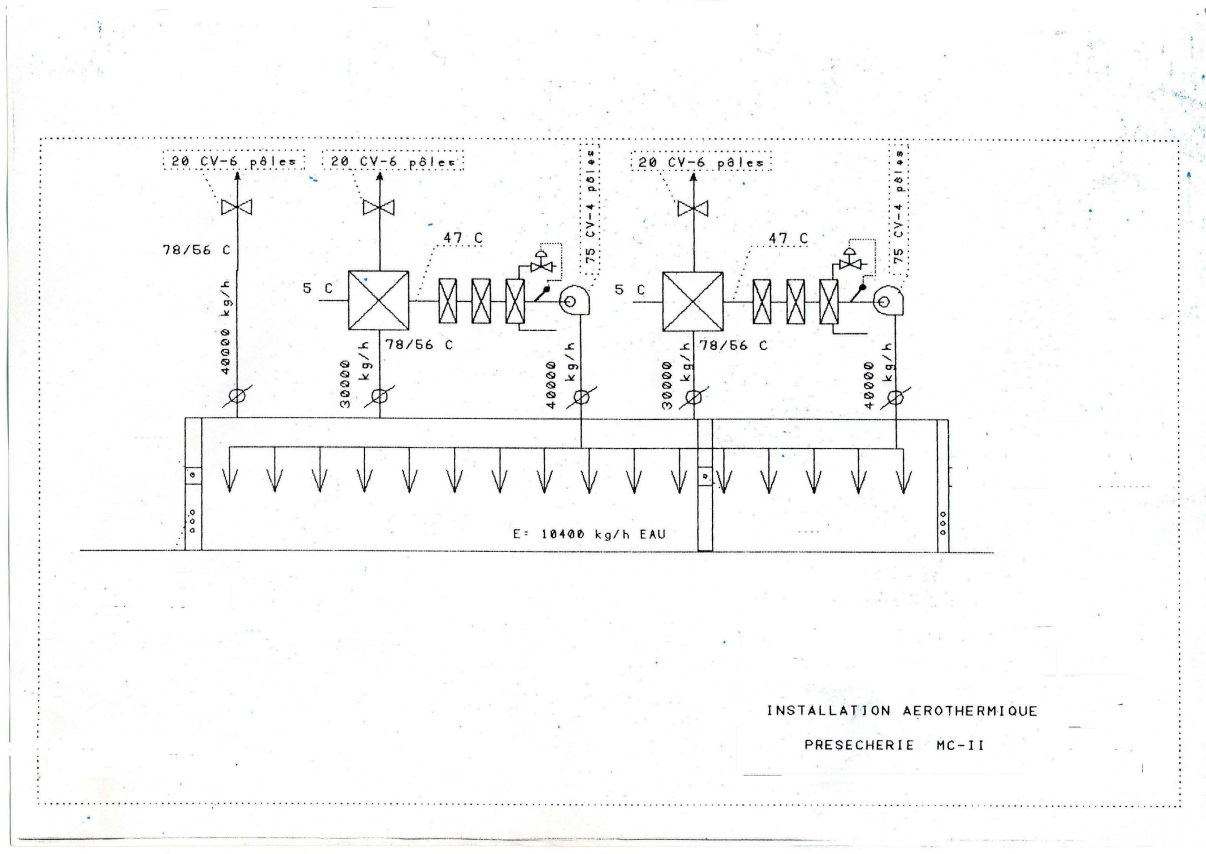 20 CV-6 pôles
20 CV-6 pôles
75 CV-4 pôles
20 CV-6 pôles
75 CV-4 pôles
78/56 C
47 C
47 C
5 C
5 C
40000 kg/h
78/56 C
78/56 C
30000 kg/h
40000 kg/h
30000 kg/h
40000 kg/h
E= 10400 kg/h EAU
INSTALLATION AEROTHERMIQUE
PRESECHERIE MC-II